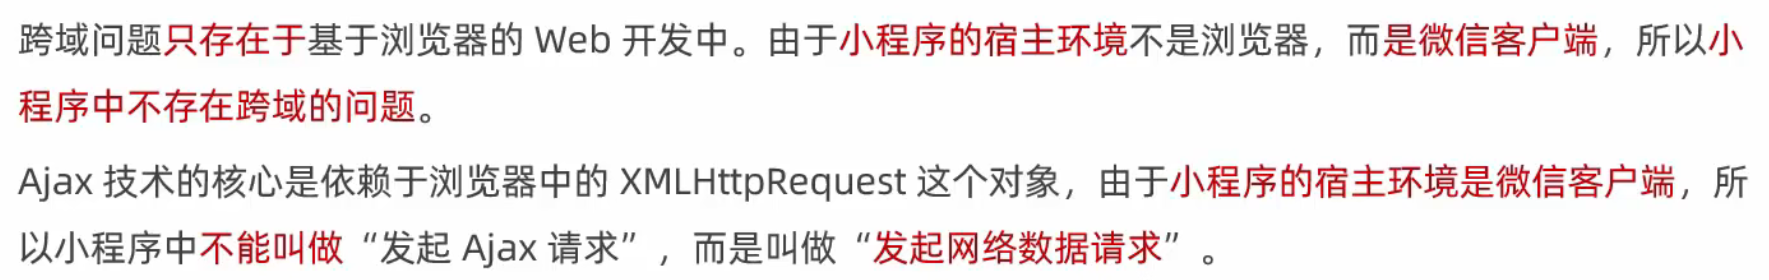 跨域问题只存在于基于浏览器的 Web 开发中。由于小程序的宿主环境不是浏览器，而是微信客户端，所以小
程序中不存在跨域的问题。
Ajax 技术的核心是依赖于浏览器中的 XMLHttpRequest 这个对象，由于小程序的宿主环境是微信客户端，所
以小程序中不能叫做“发起 Ajax 请求”，而是叫做“发起网络数据请求”。